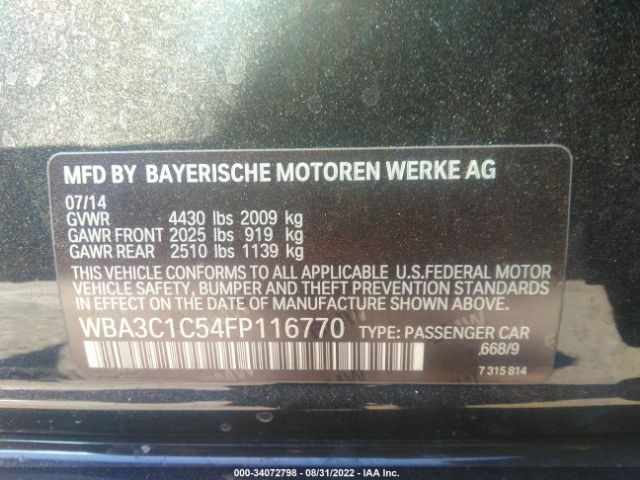 MFD BY BAYERISCHE MOTOREN WERKE AG
07/14
GVWR 4430 lbs 2009 kg
GAWR FRONT 2025 lbs 919 kg
GAWR REAR 2510 lbs 1139 kg
THIS VEHICLE CONFORMS TO ALL APPLICABLE U.S.FEDERAL MOTOR
VEHICLE SAFETY, BUMPER AND THEFT PREVENTION STANDARDS
IN EFFECT ON THE DATE OF MANUFACTURE SHOWN ABOVE.
WBA3C1C54FP116770 TYPE: PASSENGER CAR
668/9
7 315 814
000-34072798 - 08/31/2022 - IAA Inc.